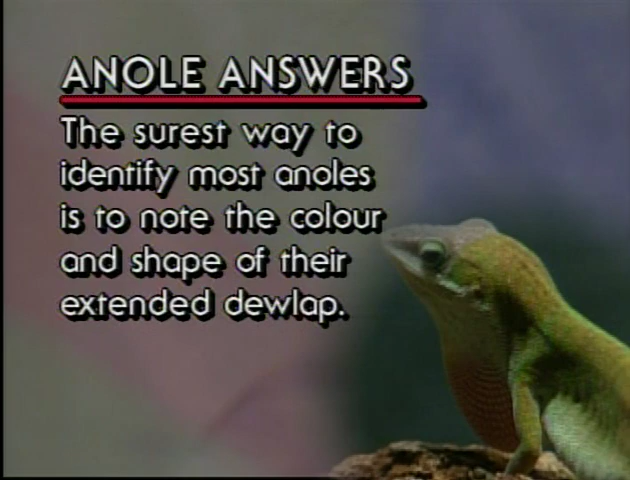 ANOLE ANSWERS
The surest way to
identify most anoles
is to note the colour
and shape of their
extended dewlap.